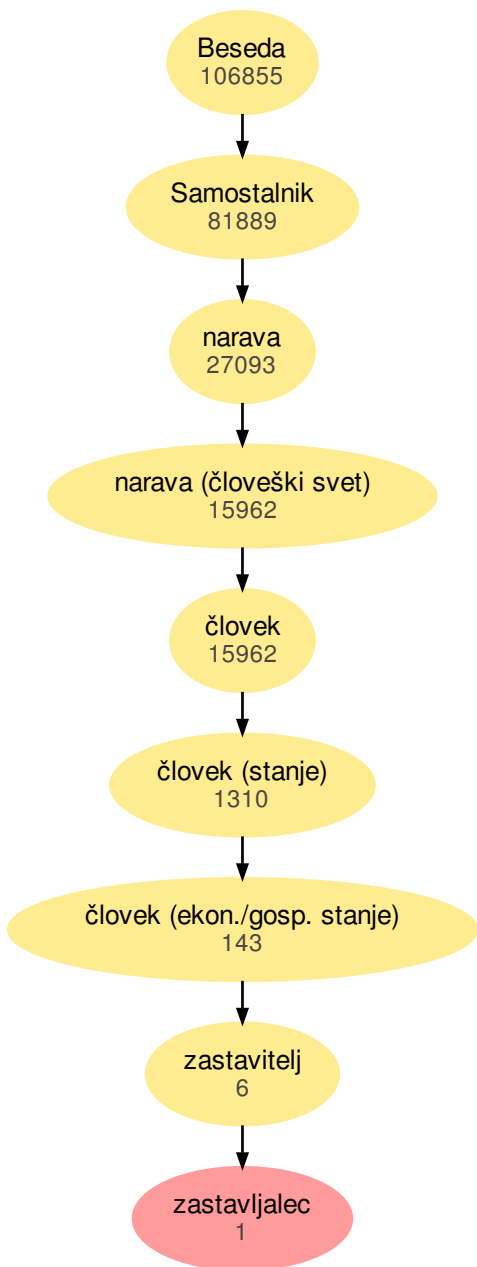 Beseda
106855
Samostalnik
81889
narava
27093
narava (človeški svet)
15962
človek
15962
človek (stanje)
1310
človek (ekon./gosp. stanje)
143
zastavitelj
6
zastavljalec
1